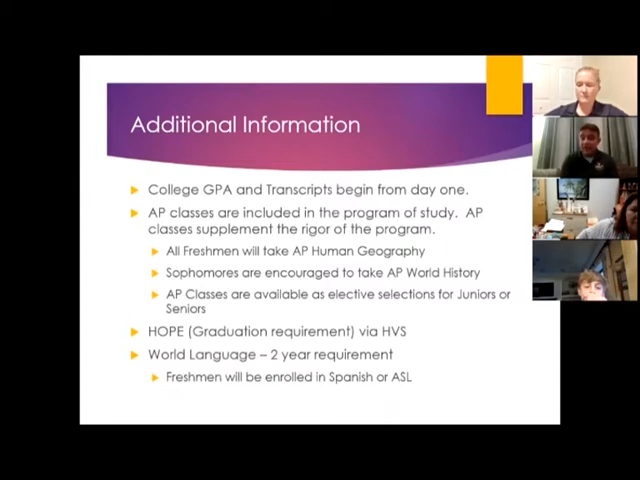 Additional Information
College GPA and Transcripts begin from day one.
AP classes are included in the program of study.  AP
classes supplement the rigor of the program.
All Freshmen will take AP Human Geography
Sophomores are encouraged to take AP World History
AP Classes are available as elective selections for Juniors or
Seniors
HOPE (Graduation requirement) via HVS
World Language – 2 year requirement
Freshmen will be enrolled in Spanish or ASL